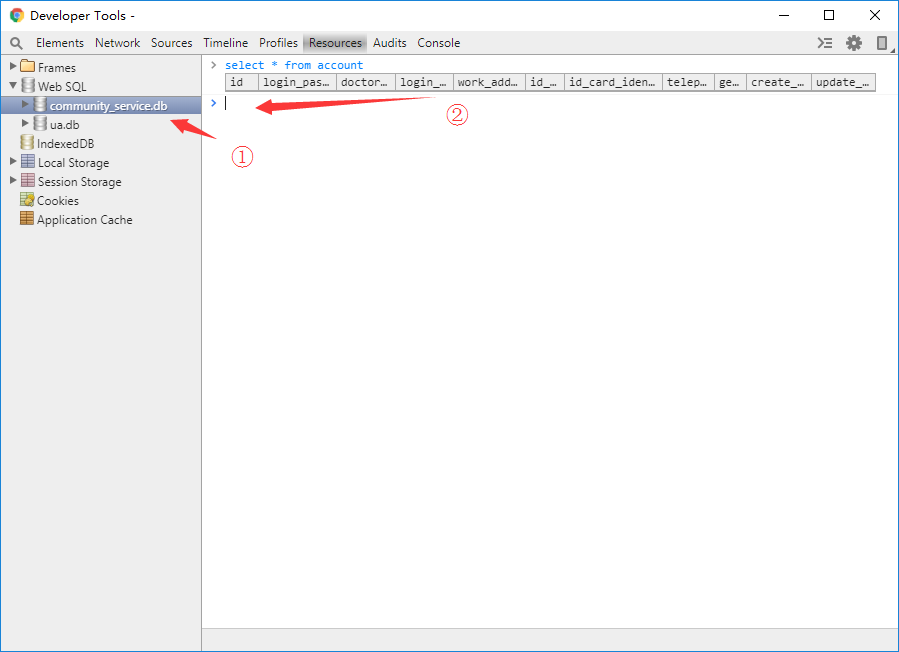 Developer Tools -
Elements Network Sources Timeline Profiles Resources Audits Console
Frames
Web SQL
community_service.db
ua.db
IndexedDB
Local Storage
Session Storage
Cookies
Application Cache
> select * from account
id login_pas… doctor… login_… work_add… id_… id_card_iden… telep… ge… create_… update_…
>
②
①